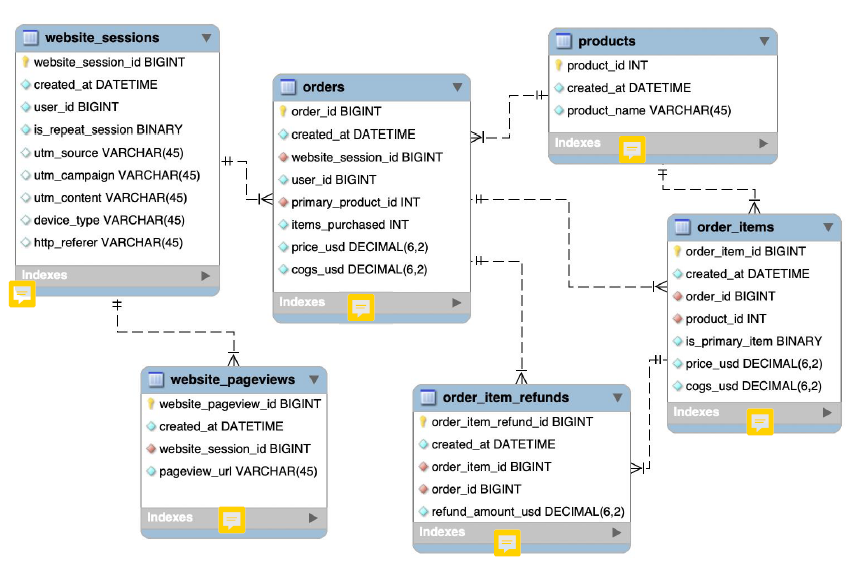 website_sessions
website_session_id BIGINT
created_at DATETIME
user_id BIGINT
is_repeat_session BINARY
utm_source VARCHAR(45)
utm_campaign VARCHAR(45)
utm_content VARCHAR(45)
device_type VARCHAR(45)
http_referer VARCHAR(45)
Indexes
orders
order_id BIGINT
created_at DATETIME
website_session_id BIGINT
user_id BIGINT
primary_product_id INT
items_purchased INT
price_usd DECIMAL(6,2)
cogs_usd DECIMAL(6,2)
Indexes
products
product_id INT
created_at DATETIME
product_name VARCHAR(45)
Indexes
order_items
order_item_id BIGINT
created_at DATETIME
order_id BIGINT
product_id INT
is_primary_item BINARY
price_usd DECIMAL(6,2)
cogs_usd DECIMAL(6,2)
Indexes
website_pageviews
website_pageview_id BIGINT
created_at DATETIME
website_session_id BIGINT
pageview_url VARCHAR(45)
Indexes
order_item_refunds
order_item_refund_id BIGINT
created_at DATETIME
order_item_id BIGINT
order_id BIGINT
refund_amount_usd DECIMAL(6,2)
Indexes